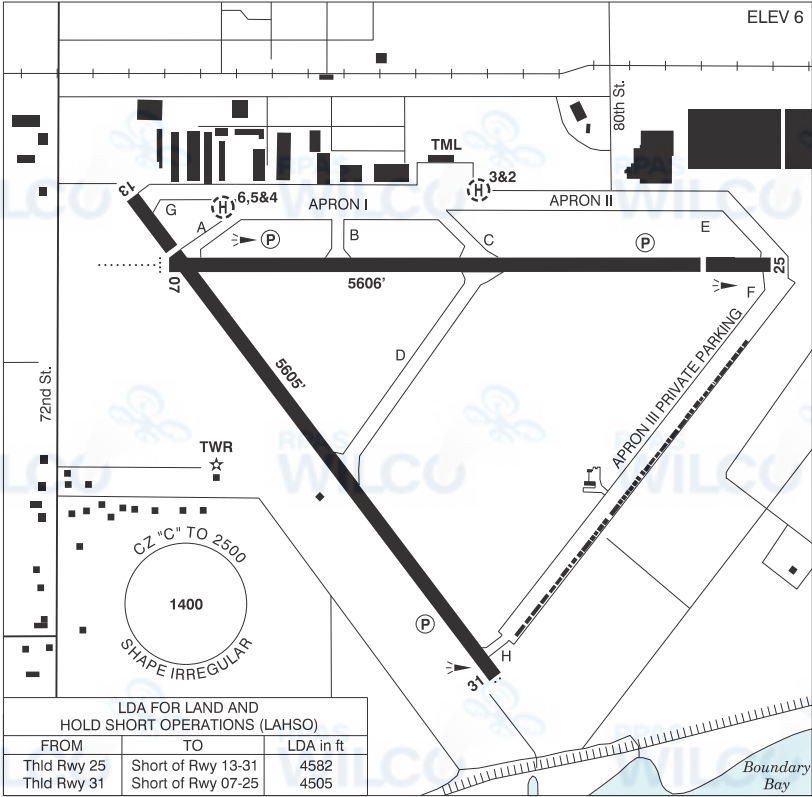 ELEV 6
80th St.
TML
13
3&2
H
6,5&4
H
G
APRON I
APRON II
A
P
B
C
P
E
07
5606'
25
F
D
5605'
72nd St.
APRON III PRIVATE PARKING
TWR
CZ "C" TO 2500
1400
SHAPE IRREGULAR
P
H
31
LDA FOR LAND AND
HOLD SHORT OPERATIONS (LAHSO)
FROM TO LDA in ft
Thld Rwy 25 Short of Rwy 13-31 4582
Thld Rwy 31 Short of Rwy 07-25 4505
Boundary
Bay
RPAS
WILCO